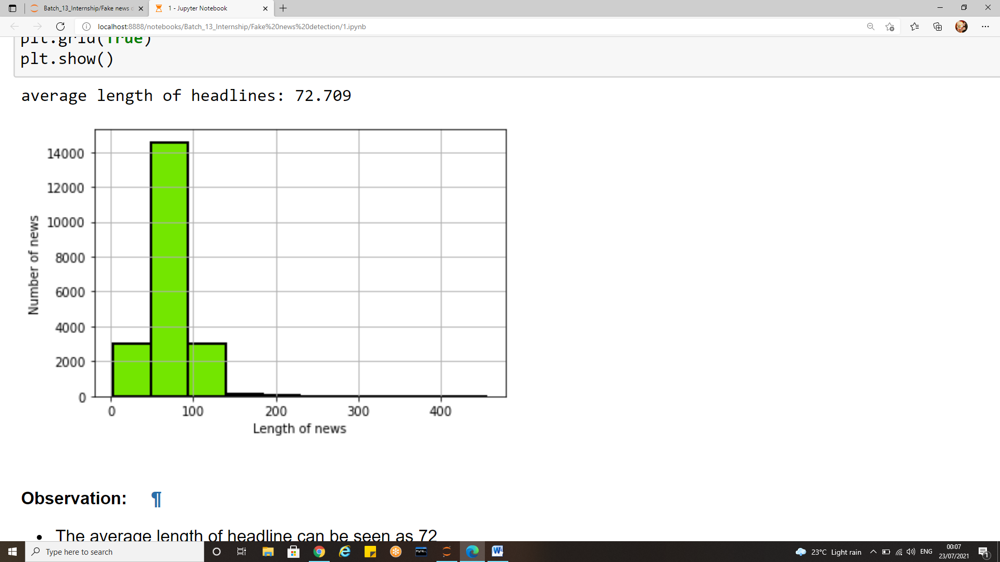 Batch_13_Internship/Fake news
1 - Jupyter Notebook
localhost:8888/notebooks/Batch_13_Internship/Fake%20news%20detection/1.ipynb
plt.grid(True)
plt.show()
average length of headlines: 72.709
14000
12000
10000
8000
6000
4000
2000
0
Number of news
0 100 200 300 400
Length of news
Observation: ¶
• The average length of headline can be seen as 72
Type here to search
23°C Light rain
ENG
00:07
23/07/2021
1